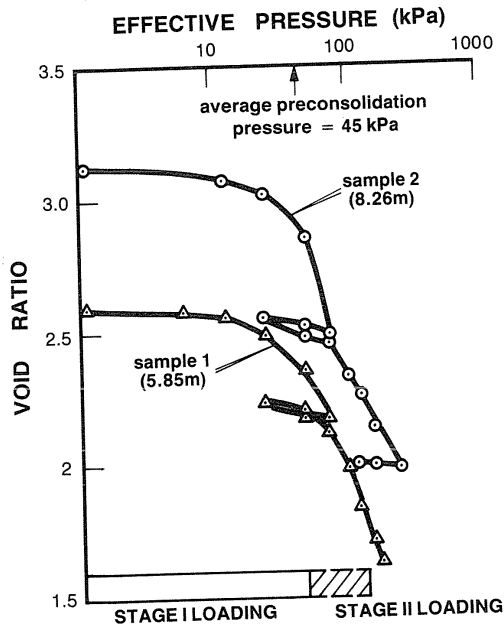 EFFECTIVE PRESSURE (kPa)
10 100 1000
3.5
average preconsolidation
pressure = 45 kPa
sample 2
(8.26m)
3.0
VOID RATIO
2.5
sample 1
(5.85m)
2
1.5
STAGE I LOADING
STAGE II LOADING